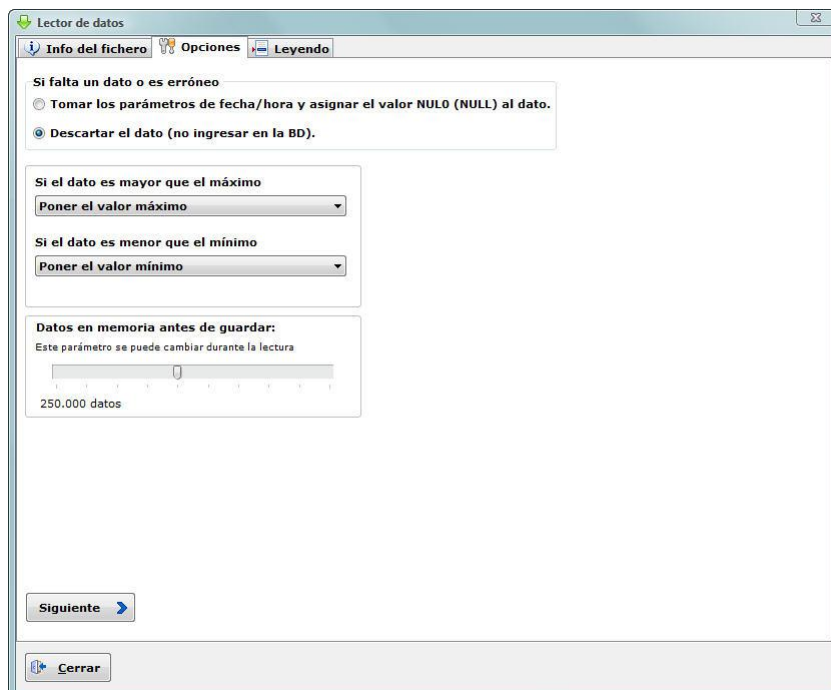 Lector de datos
Info del fichero Opciones Leyendo
Si falta un dato o es erróneo
Tomar los parámetros de fecha/hora y asignar el valor NUL0 (NULL) al dato.
Descartar el dato (no ingresar en la BD).
Si el dato es mayor que el máximo
Poner el valor máximo
Si el dato es menor que el mínimo
Poner el valor mínimo
Datos en memoria antes de guardar:
Este parámetro se puede cambiar durante la lectura
250.000 datos
Siguiente
Cerrar